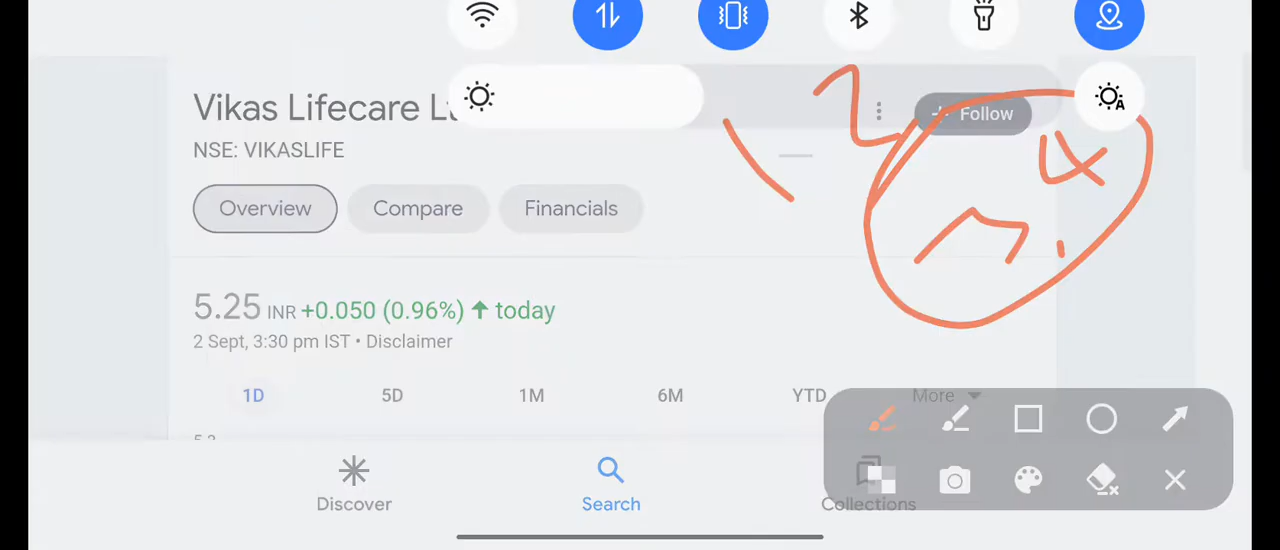 Vikas Lifecare Lt
Follow
NSE: VIKASLIFE
Overview
Compare
Financials
5.25 INR +0.050 (0.96%) ↑ today
2 Sept, 3:30 pm IST • Disclaimer
1D
5D
1M
6M
YTD
More
Discover
Search
Collections